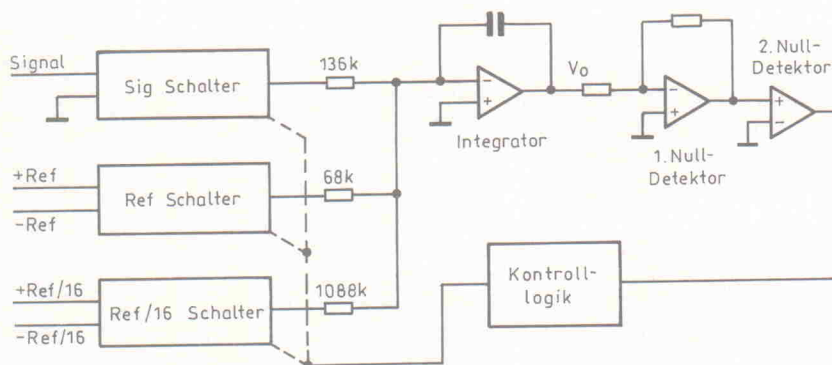 Signal
Sig Schalter
136k
Integrator
Vo
1. Null-
Detektor
2. Null-
Detektor
+Ref
-Ref
Ref Schalter
68k
+Ref/16
-Ref/16
Ref/16 Schalter
1088k
Kontroll-
logik